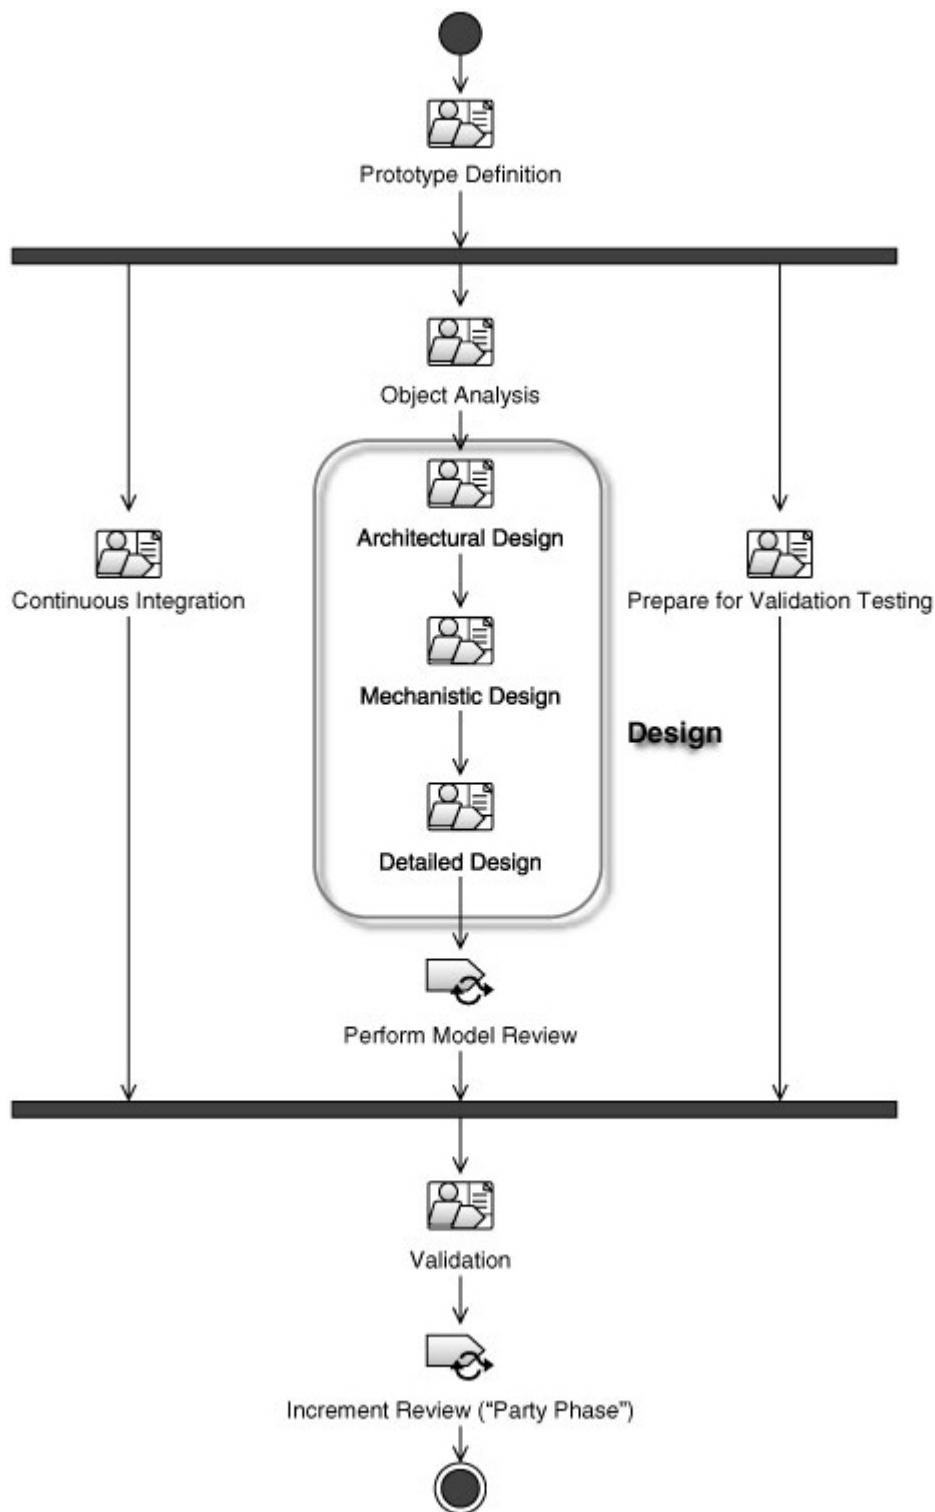 Prototype Definition
Object Analysis
Architectural Design
Continuous Integration
Prepare for Validation Testing
Mechanistic Design
Design
Detailed Design
Perform Model Review
Validation
Increment Review (“Party Phase”)